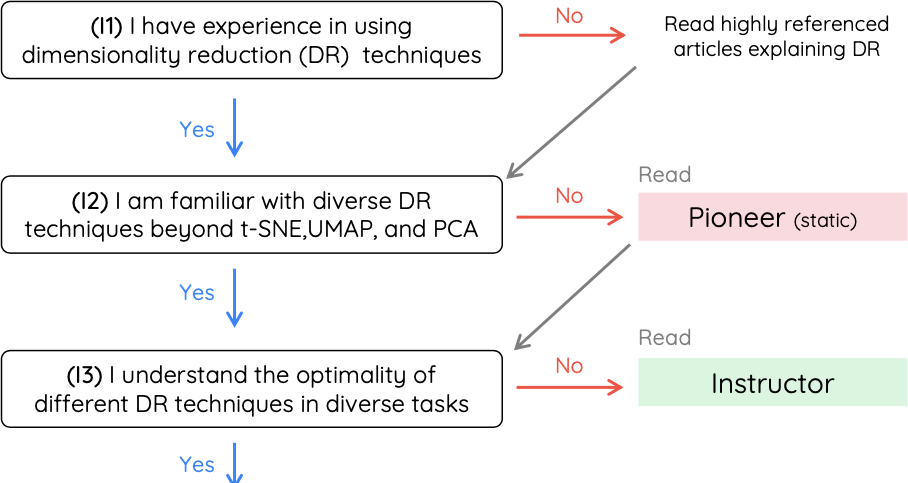 (I1) I have experience in using
dimensionality reduction (DR) techniques
No
Read highly referenced
articles explaining DR
Yes
(I2) I am familiar with diverse DR
techniques beyond t-SNE,UMAP, and PCA
No
Read
Pioneer (static)
Yes
(I3) I understand the optimality of
different DR techniques in diverse tasks
No
Read
Instructor
Yes